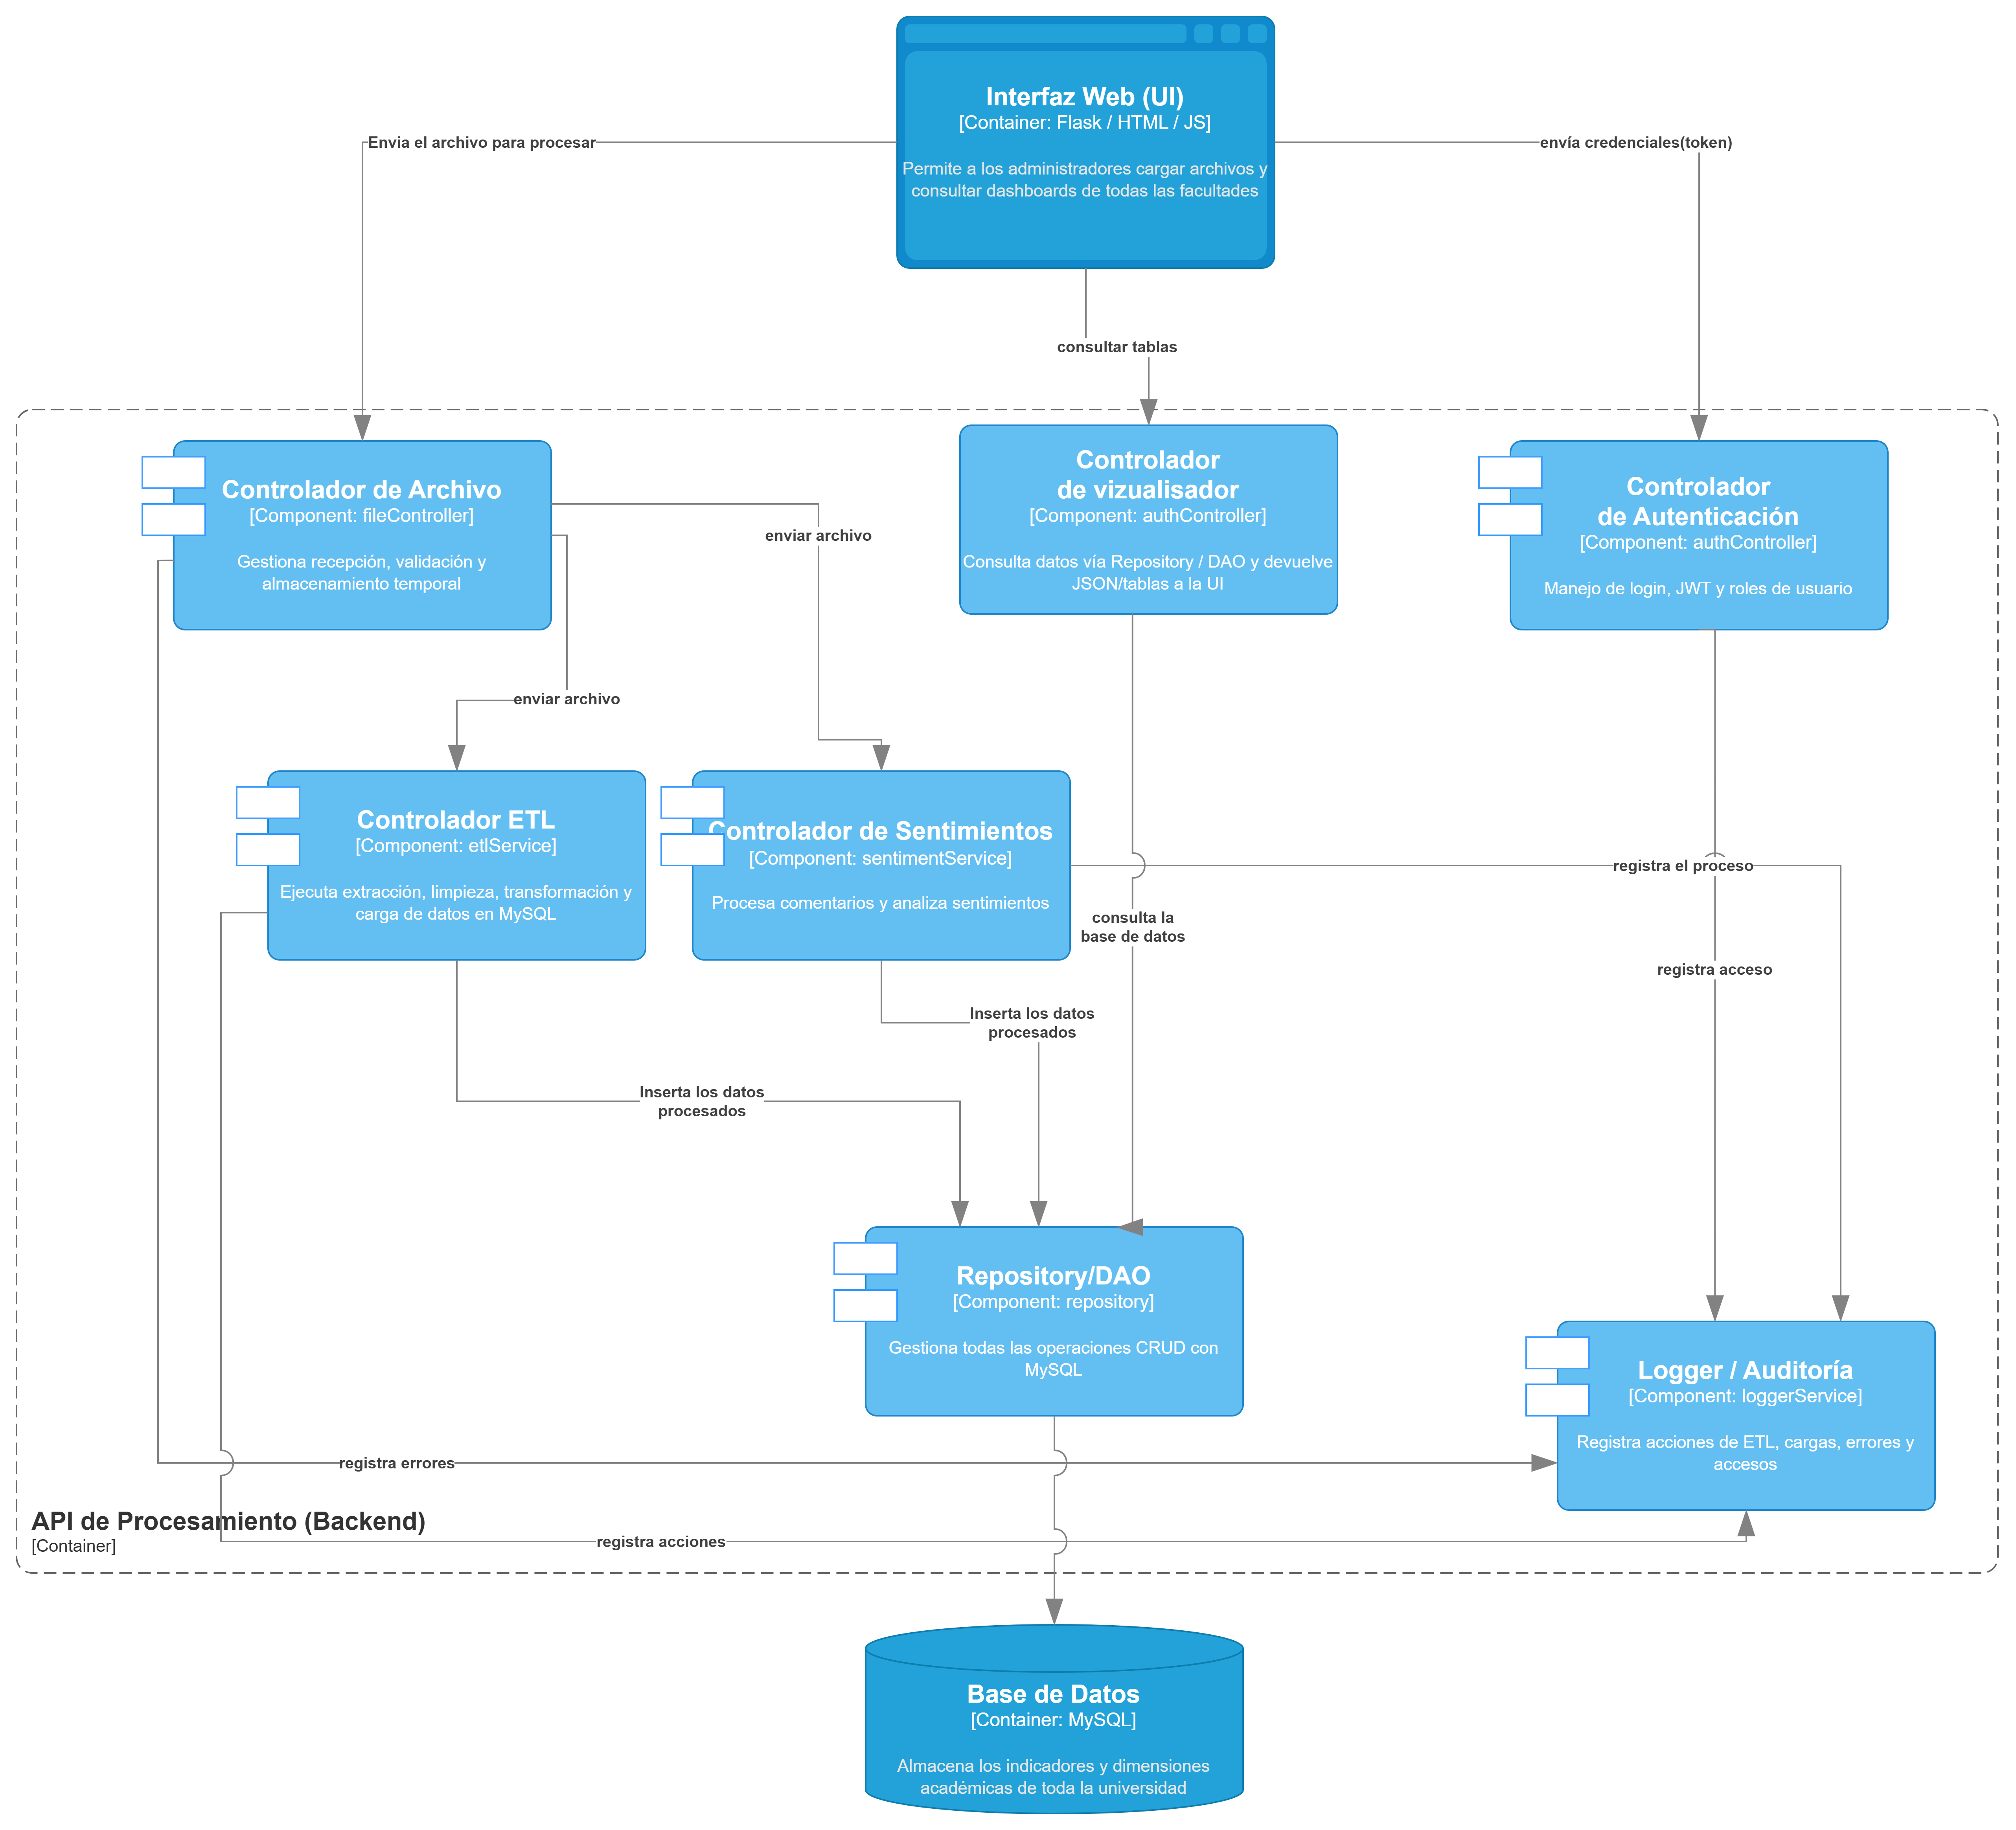 Interfaz Web (UI)
[Container: Flask / HTML / JS]
Permite a los administradores cargar archivos y
consultar dashboards de todas las facultades
Envia el archivo para procesar
envía credenciales(token)
consultar tablas
Controlador de Archivo
[Component: fileController]
Gestiona recepción, validación y
almacenamiento temporal
enviar archivo
Controlador
de vizualisador
[Component: authController]
Consulta datos vía Repository / DAO y devuelve
JSON/tablas a la UI
Controlador
de Autenticación
[Component: authController]
Manejo de login, JWT y roles de usuario
enviar archivo
Controlador ETL
[Component: etlService]
Ejecuta extracción, limpieza, transformación y
carga de datos en MySQL
Controlador de Sentimientos
[Component: sentimentService]
Procesa comentarios y analiza sentimientos
registra el proceso
consulta la
base de datos
registra acceso
Inserta los datos
procesados
Inserta los datos
procesados
Repository/DAO
[Component: repository]
Gestiona todas las operaciones CRUD con
MySQL
Logger / Auditoría
[Component: loggerService]
Registra acciones de ETL, cargas, errores y
accesos
registra errores
API de Procesamiento (Backend)
[Container]
registra acciones
Base de Datos
[Container: MySQL]
Almacena los indicadores y dimensiones
académicas de toda la universidad